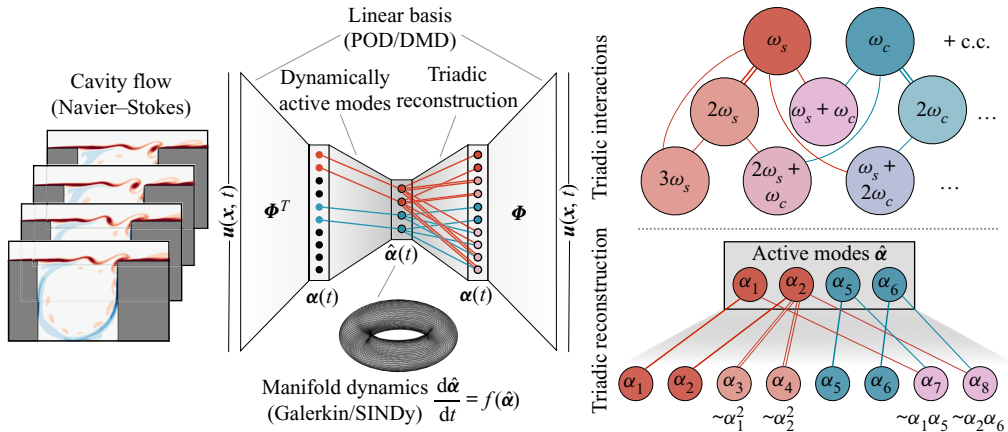 Cavity flow
(Navier–Stokes)
Linear basis
(POD/DMD)
Dynamically
active modes
Triadic
reconstruction
u(x, t)
Φ^T
α(t)
α̂(t)
α(t)
Φ
u(x, t)
Manifold dynamics
(Galerkin/SINDy)
dα̂/dt = f(α̂)
Triadic interactions
ω_s
ω_c
+ c.c.
2ω_s
ω_s + ω_c
2ω_c
...
3ω_s
2ω_s +
ω_c
ω_s +
2ω_c
...
Triadic reconstruction
Active modes α̂
α_1
α_2
α_5
α_6
α_1
α_2
α_3
α_4
α_5
α_6
α_7
α_8
~α_1^2
~α_2^2
~α_1α_5
~α_2α_6